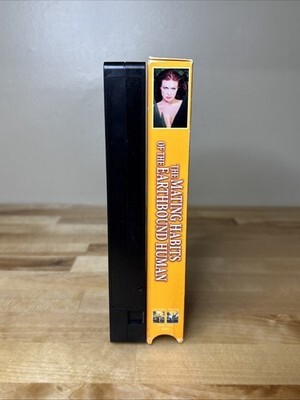 THE MATING HABITS
OF THE EARTHBOUND HUMAN